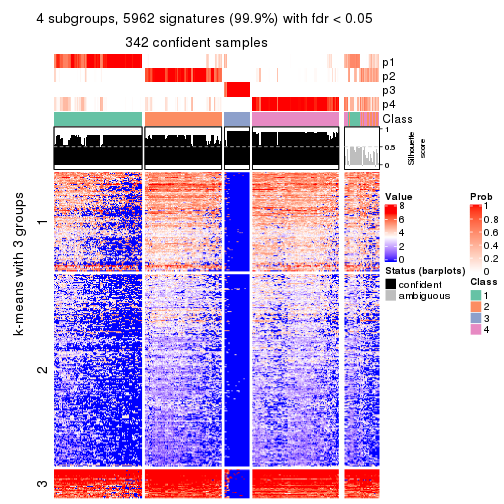 4 subgroups, 5962 signatures (99.9%) with fdr < 0.05
342 confident samples
p1
p2
p3
p4
Class
1
0.5
0
Silhouette
score
k-means with 3 groups
1
2
3
Value
8
6
4
2
0
Status (barplots)
confident
ambiguous
Prob
1
0.8
0.6
0.4
0.2
0
Class
1
2
3
4